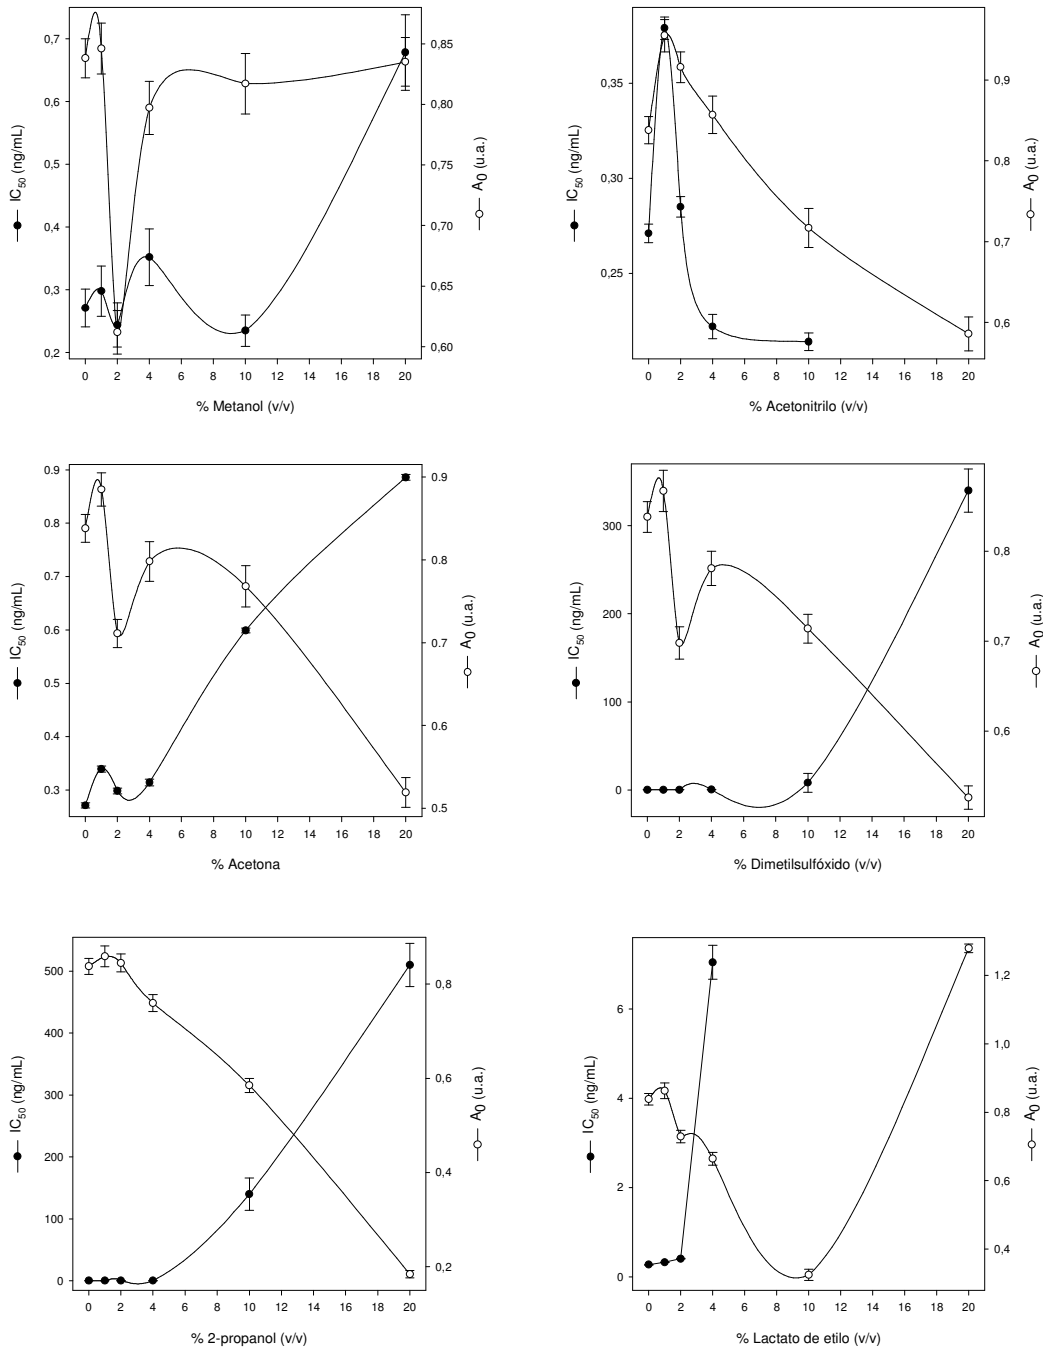 0,7
0,6
0,5
0,4
0,3
0,2
IC50 (ng/mL)
0,85
0,80
0,75
0,70
0,65
0,60
A0 (u.a.)
0 2 4 6 8 10 12 14 16 18 20
% Metanol (v/v)
0,35
0,30
0,25
IC50 (ng/mL)
0,9
0,8
0,7
0,6
A0 (u.a.)
0 2 4 6 8 10 12 14 16 18 20
% Acetonitrilo (v/v)
0.9
0.8
0.7
0.6
0.5
0.4
0.3
IC50 (ng/mL)
0.9
0.8
0.7
0.6
0.5
A0 (u.a.)
0 2 4 6 8 10 12 14 16 18 20
% Acetona
300
200
100
0
IC50 (ng/mL)
0,8
0,7
0,6
A0 (u.a.)
0 2 4 6 8 10 12 14 16 18 20
% Dimetilsulfóxido (v/v)
500
400
300
200
100
0
IC50 (ng/mL)
0,8
0,6
0,4
0,2
A0 (u.a.)
0 2 4 6 8 10 12 14 16 18 20
% 2-propanol (v/v)
6
4
2
0
IC50 (ng/mL)
1,2
1,0
0,8
0,6
0,4
A0 (u.a.)
0 2 4 6 8 10 12 14 16 18 20
% Lactato de etilo (v/v)